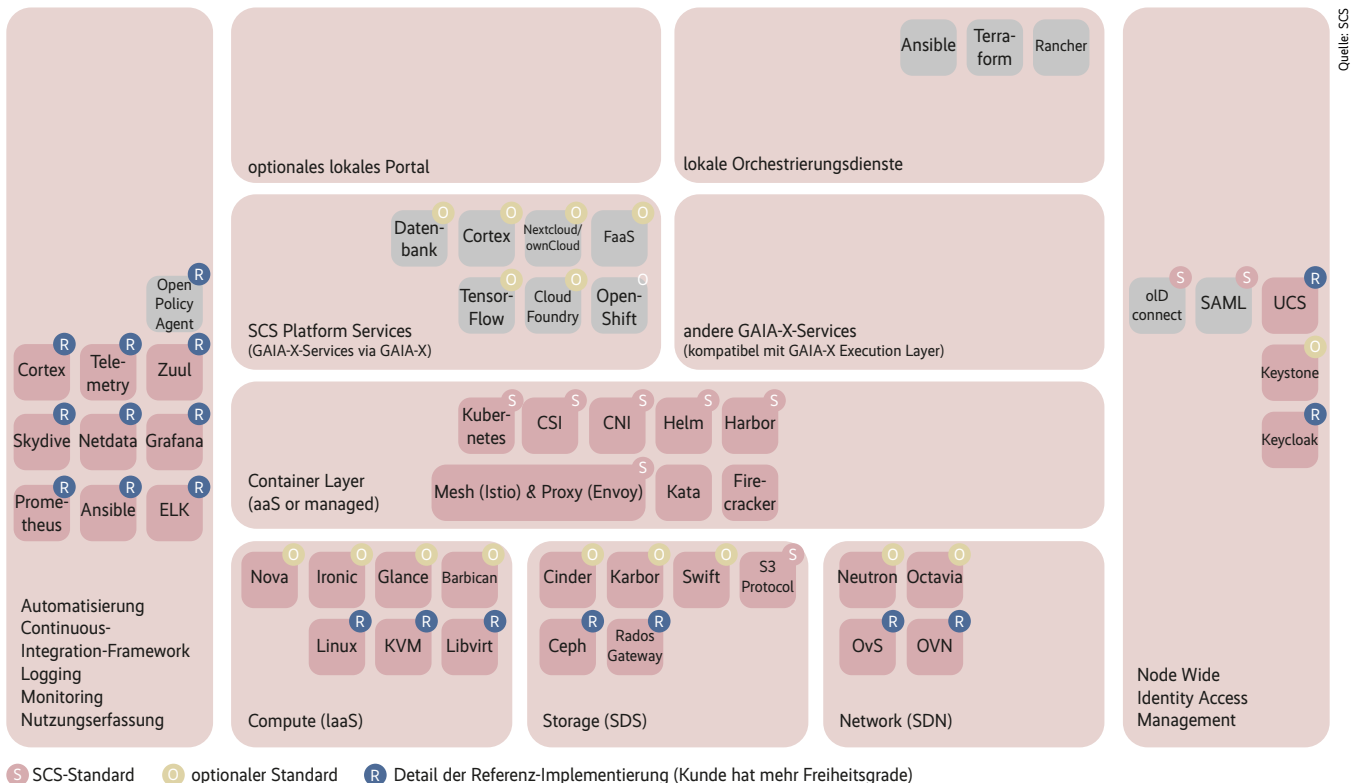 Quelle: SCS
Ansible
Terra-
form
Rancher
optionales lokales Portal
lokale Orchestrierungsdienste
O
Daten-
bank
O
Cortex
O
Nextcloud/
ownCloud
O
FaaS
O
Tensor-
Flow
O
Cloud
Foundry
O
Open-
Shift
SCS Platform Services
(GAIA-X-Services via GAIA-X)
andere GAIA-X-Services
(kompatibel mit GAIA-X Execution Layer)
R
Open
Policy
Agent
R
Cortex
R
Tele-
metry
R
Zuul
R
Skydive
R
Netdata
R
Grafana
R
Prome-
theus
R
Ansible
R
ELK
Automatisierung
Continuous-
Integration-Framework
Logging
Monitoring
Nutzungserfassung
S
Kuber-
netes
S
CSI
S
CNI
S
Helm
S
Harbor
S
Mesh (Istio) & Proxy (Envoy)
Kata
Fire-
cracker
Container Layer
(aaS or managed)
O
Nova
O
Ironic
O
Glance
O
Barbican
R
Linux
R
KVM
R
Libvirt
Compute (IaaS)
O
Cinder
O
Karbor
O
Swift
S
S3
Protocol
R
Ceph
R
Rados
Gateway
Storage (SDS)
O
Neutron
O
Octavia
R
OvS
R
OVN
Network (SDN)
S
oID
connect
S
SAML
R
UCS
O
Keystone
R
Keycloak
Node Wide
Identity Access
Management
S SCS-Standard
O optionaler Standard
R Detail der Referenz-Implementierung (Kunde hat mehr Freiheitsgrade)